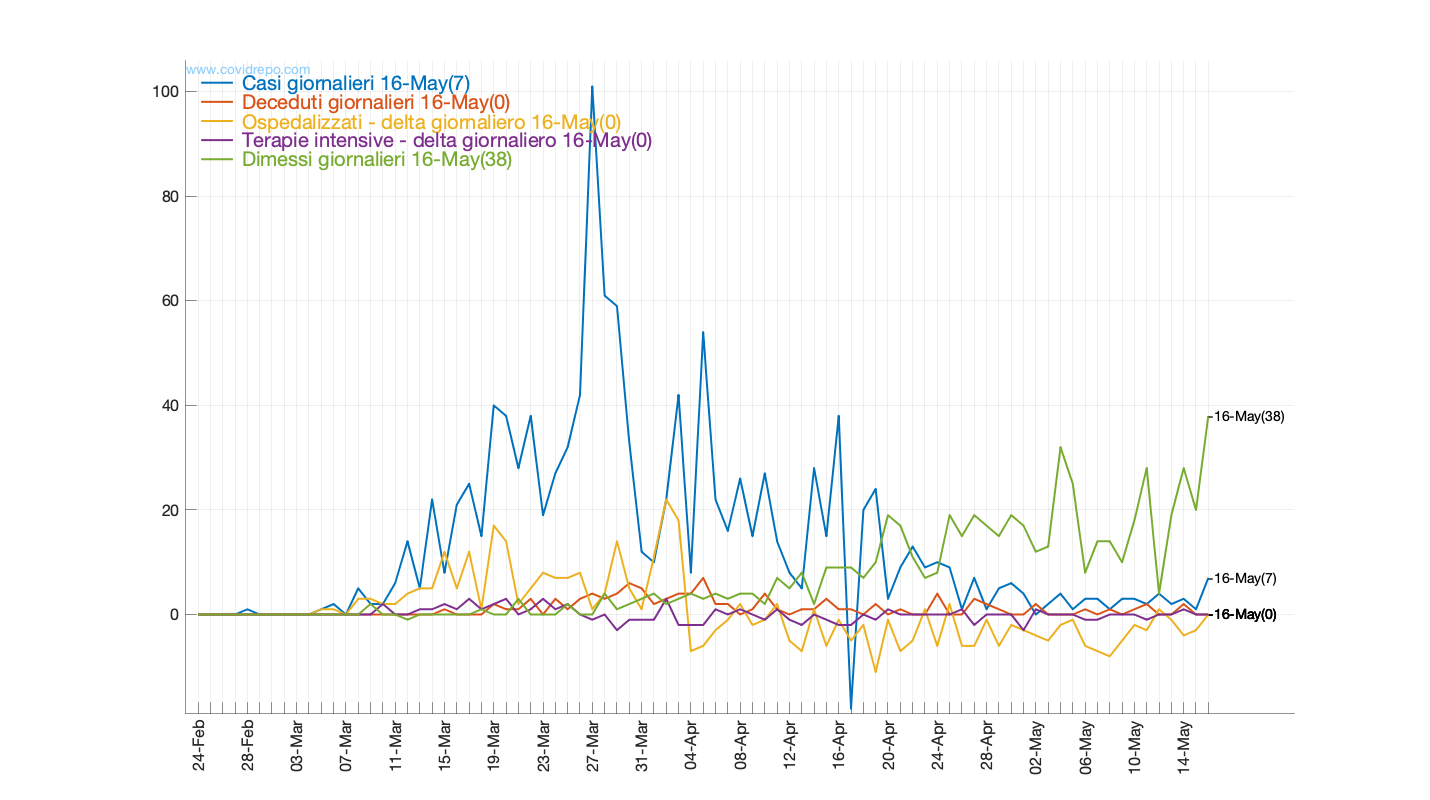 www.covidrepo.com
Casi giornalieri 16-May(7)
Deceduti giornalieri 16-May(0)
Ospedalizzati - delta giornaliero 16-May(0)
Terapie intensive - delta giornaliero 16-May(0)
Dimessi giornalieri 16-May(38)
100
80
60
40
20
0
16-May(38)
16-May(7)
16-May(0)
24-Feb
28-Feb
03-Mar
07-Mar
11-Mar
15-Mar
19-Mar
23-Mar
27-Mar
31-Mar
04-Apr
08-Apr
12-Apr
16-Apr
20-Apr
24-Apr
28-Apr
02-May
06-May
10-May
14-May